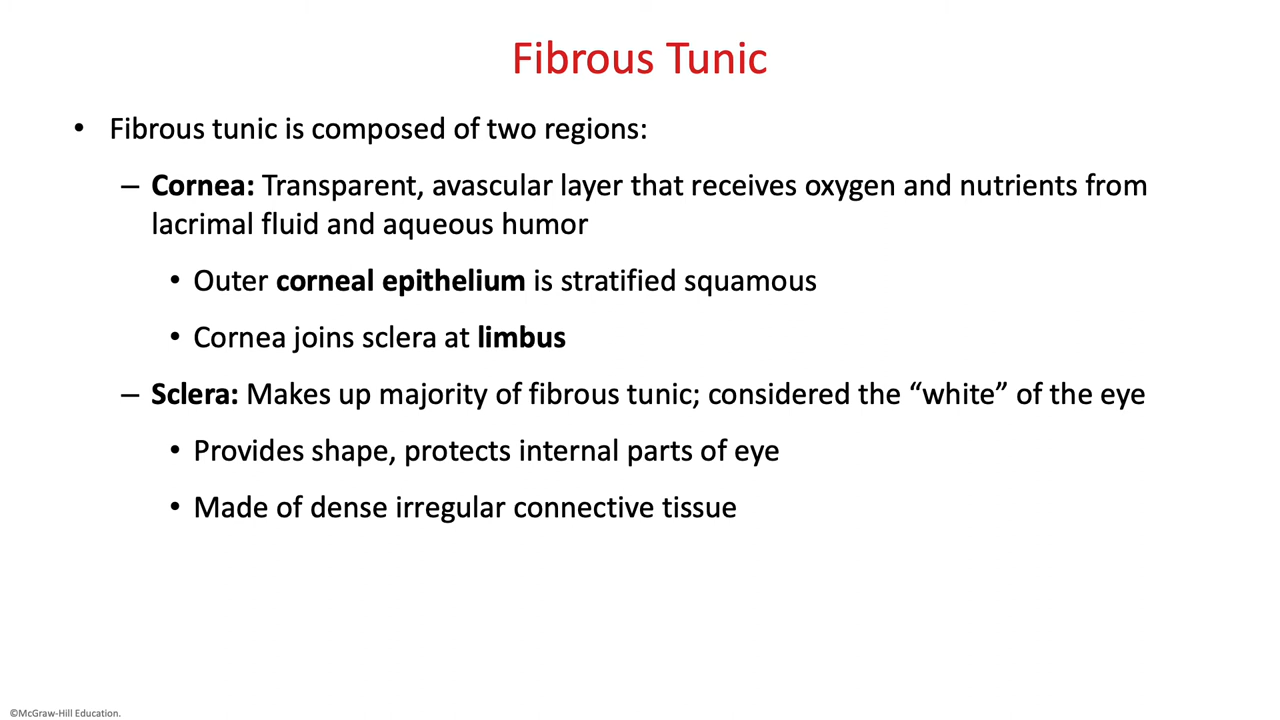 Fibrous Tunic
• Fibrous tunic is composed of two regions:
– Cornea: Transparent, avascular layer that receives oxygen and nutrients from
lacrimal fluid and aqueous humor
• Outer corneal epithelium is stratified squamous
• Cornea joins sclera at limbus
– Sclera: Makes up majority of fibrous tunic; considered the “white” of the eye
• Provides shape, protects internal parts of eye
• Made of dense irregular connective tissue
©McGraw-Hill Education.